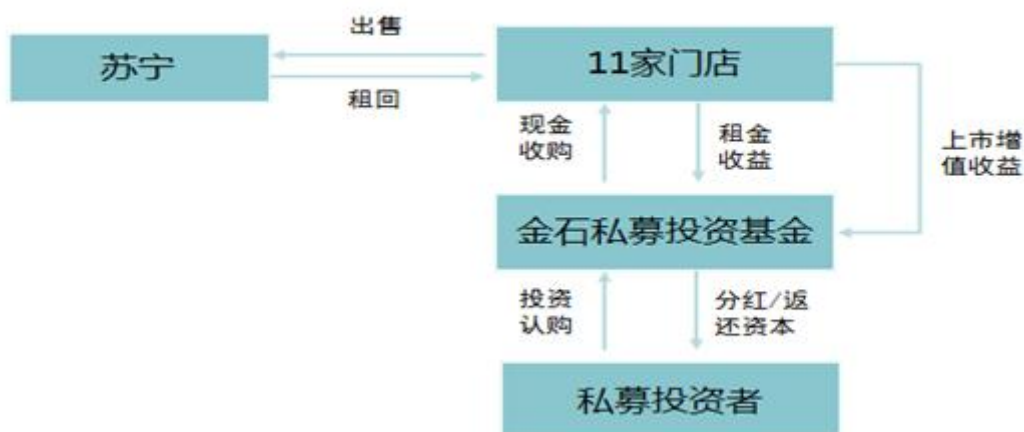 出售
苏宁
11家门店
租回
现金
收购
租金
收益
上市增
值收益
金石私募投资基金
投资
认购
分红/返
还资本
私募投资者